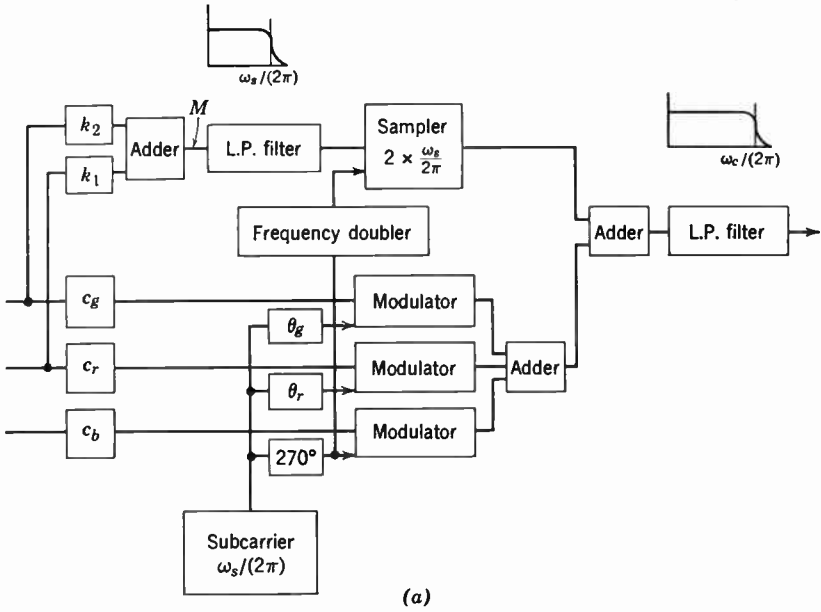 ωs/(2π)
ωc/(2π)
k2
M
Adder
L.P. filter
Sampler
2 × ωs/2π
k1
Frequency doubler
Adder
L.P. filter
cg
Modulator
θg
cr
Modulator
Adder
θr
cb
Modulator
270°
Subcarrier
ωs/(2π)
(a)